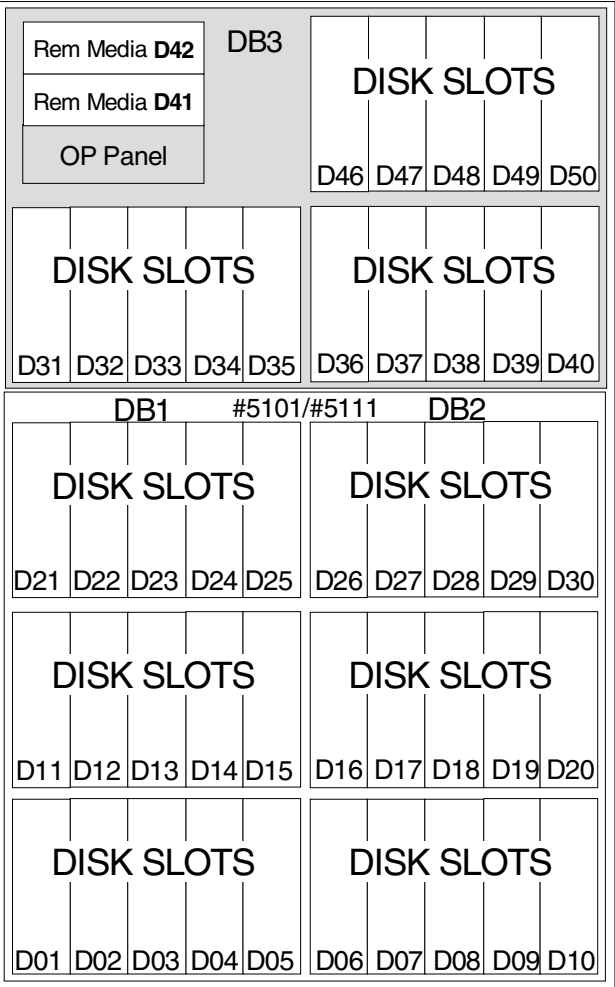 Rem Media D42
DB3
Rem Media D41
OP Panel
DISK SLOTS
D46 D47 D48 D49 D50
DISK SLOTS
D31 D32 D33 D34 D35
DISK SLOTS
D36 D37 D38 D39 D40
DB1 #5101/#5111 DB2
DISK SLOTS
D21 D22 D23 D24 D25
DISK SLOTS
D26 D27 D28 D29 D30
DISK SLOTS
D11 D12 D13 D14 D15
DISK SLOTS
D16 D17 D18 D19 D20
DISK SLOTS
D01 D02 D03 D04 D05
DISK SLOTS
D06 D07 D08 D09 D10